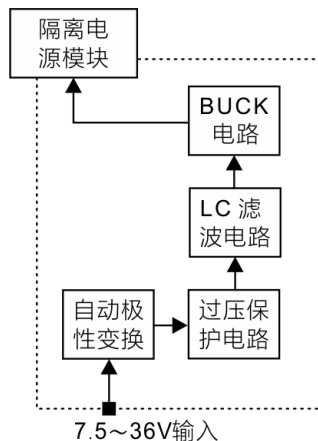 隔离电
源模块
BUCK
电路
LC 滤
波电路
自动极
性变换
过压保
护电路
7.5～36V输入